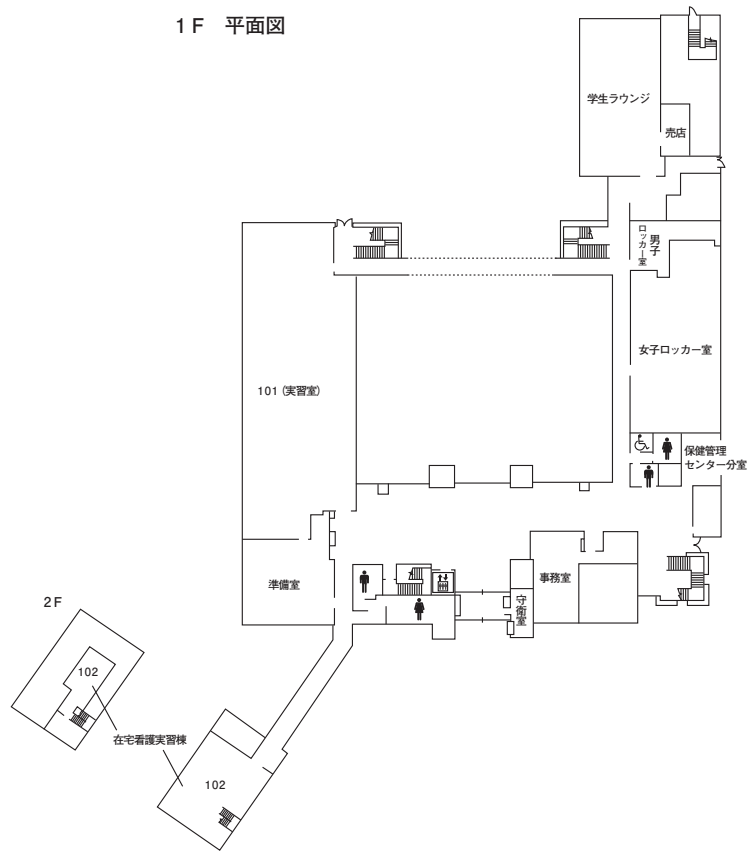 1F 平面図
学生ラウンジ
売店
男子
ロッカー室
女子ロッカー室
101(実習室)
保健管理
センター分室
準備室
事務室
守衛室
2F
102
在宅看護実習棟
102